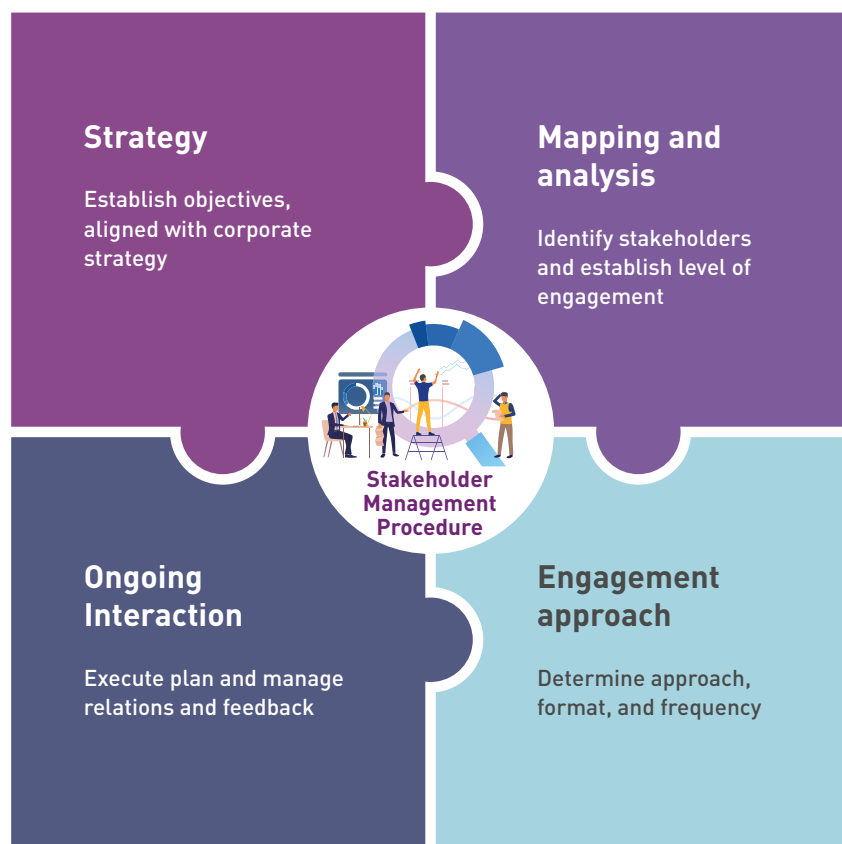 Strategy
Establish objectives,
aligned with corporate
strategy
Mapping and
analysis
Identify stakeholders
and establish level of
engagement
Stakeholder
Management
Procedure
Ongoing
Interaction
Execute plan and manage
relations and feedback
Engagement
approach
Determine approach,
format, and frequency